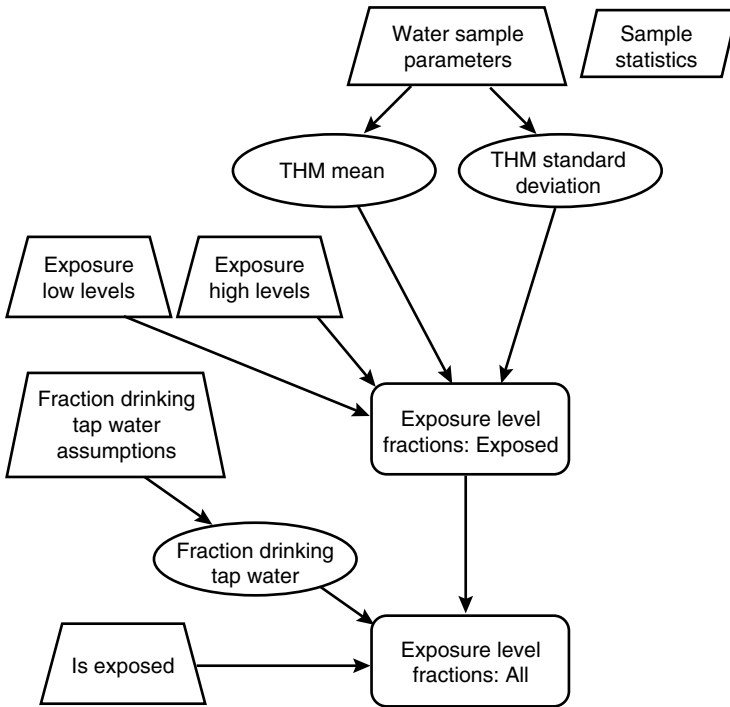 Water sample
parameters
Sample
statistics
THM mean
THM standard
deviation
Exposure
low levels
Exposure
high levels
Fraction drinking
tap water
assumptions
Exposure level
fractions: Exposed
Fraction drinking
tap water
Is exposed
Exposure level
fractions: All